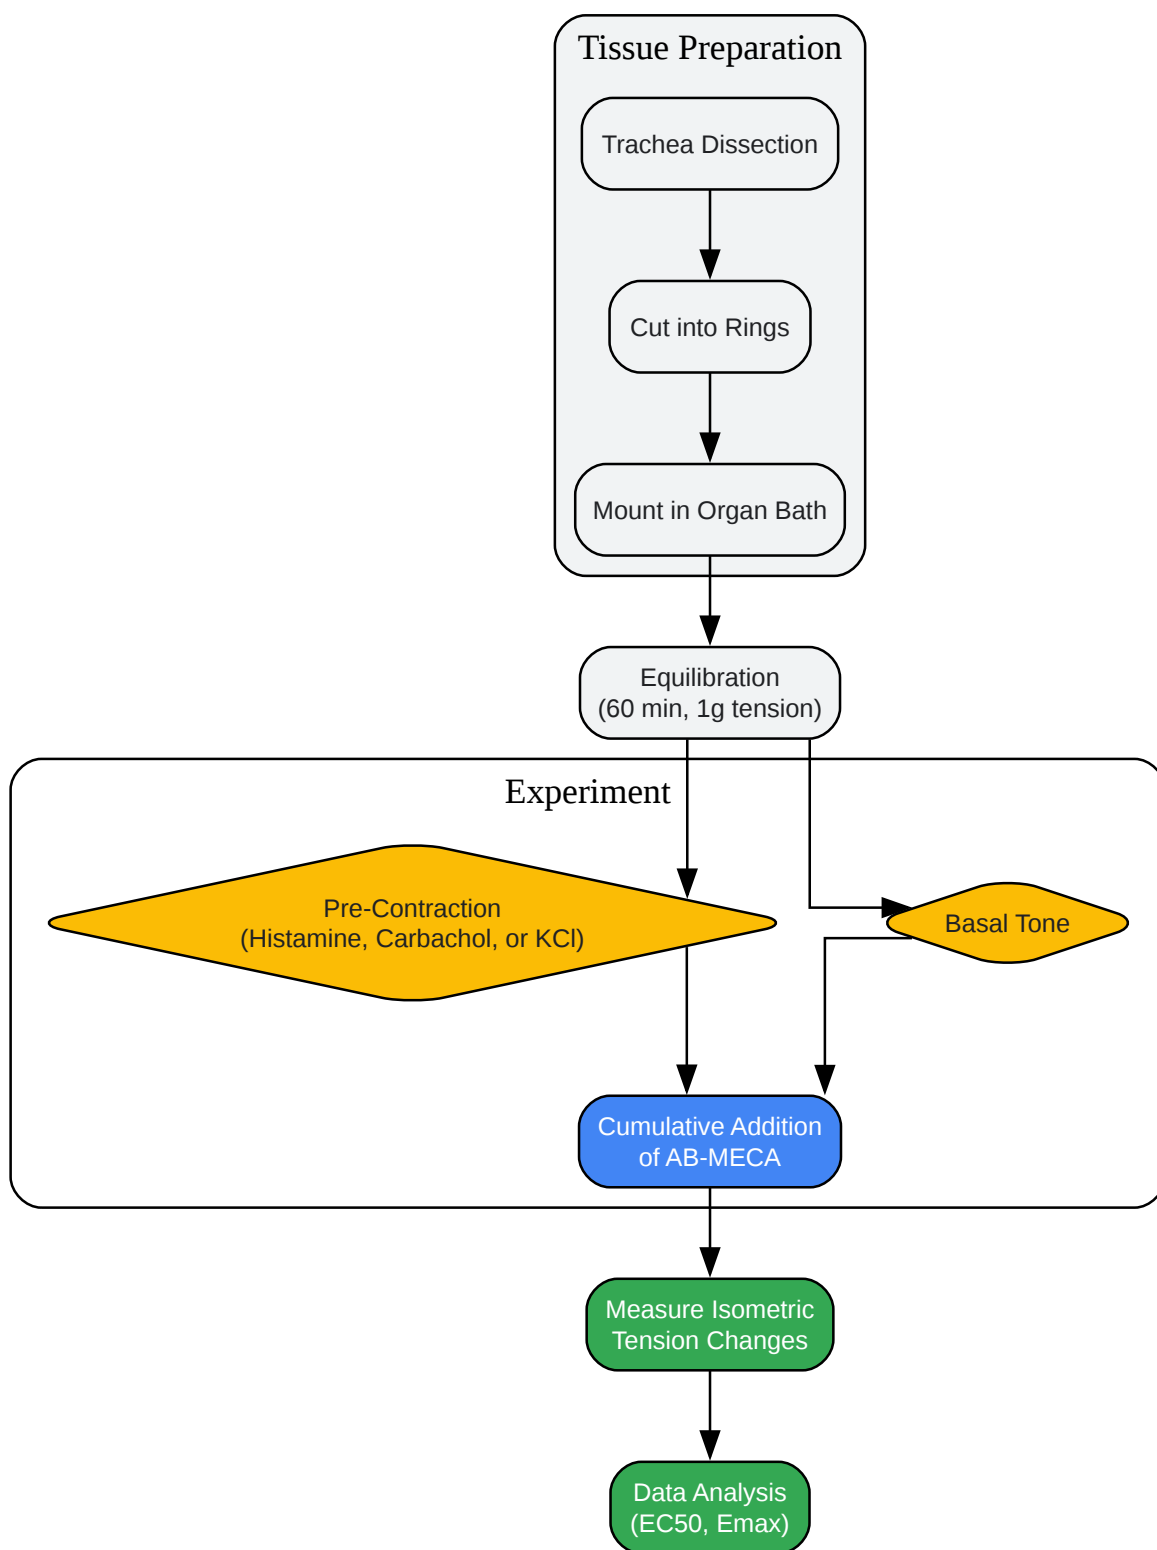 Tissue Preparation
Trachea Dissection
Cut into Rings
Mount in Organ Bath
Equilibration
(60 min, 1g tension)
Experiment
Pre-Contraction
(Histamine, Carbachol, or KCl)
Basal Tone
Cumulative Addition
of AB-MECA
Measure Isometric
Tension Changes
Data Analysis
(EC50, Emax)